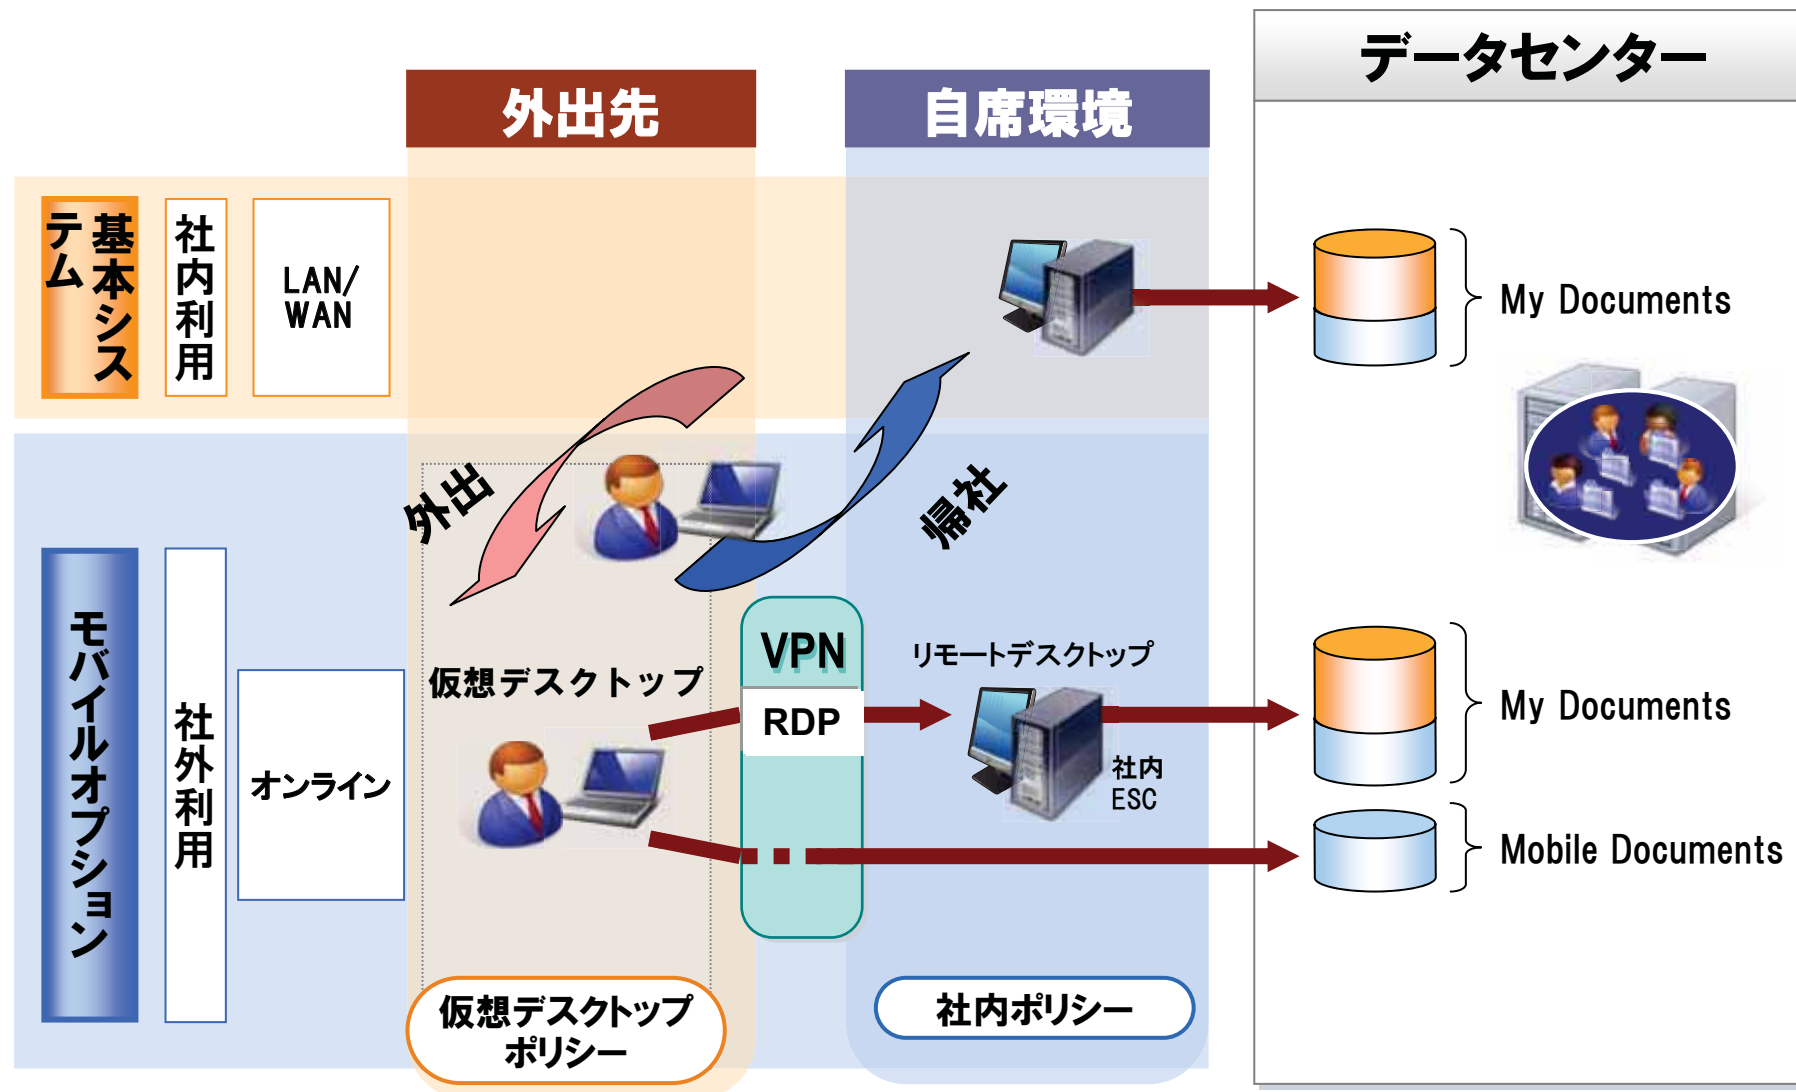 データセンター
外出先
自席環境
基本シス
テム
社内利用
LAN/
WAN
My Documents
外出
帰社
モバイルオプション
社外利用
オンライン
仮想デスクトップ
VPN
RDP
リモートデスクトップ
社内
ESC
My Documents
Mobile Documents
仮想デスクトップ
ポリシー
社内ポリシー